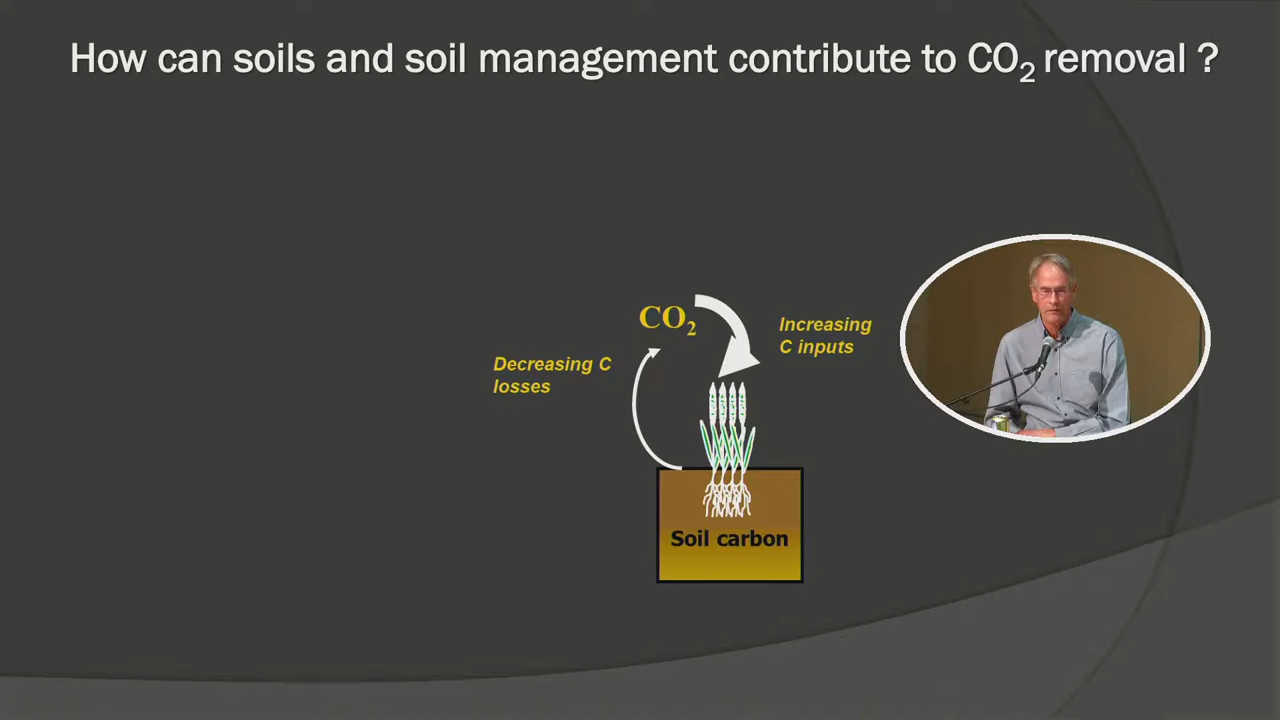 How can soils and soil management contribute to CO₂ removal ?
CO₂
Increasing
C inputs
Decreasing C
losses
Soil carbon